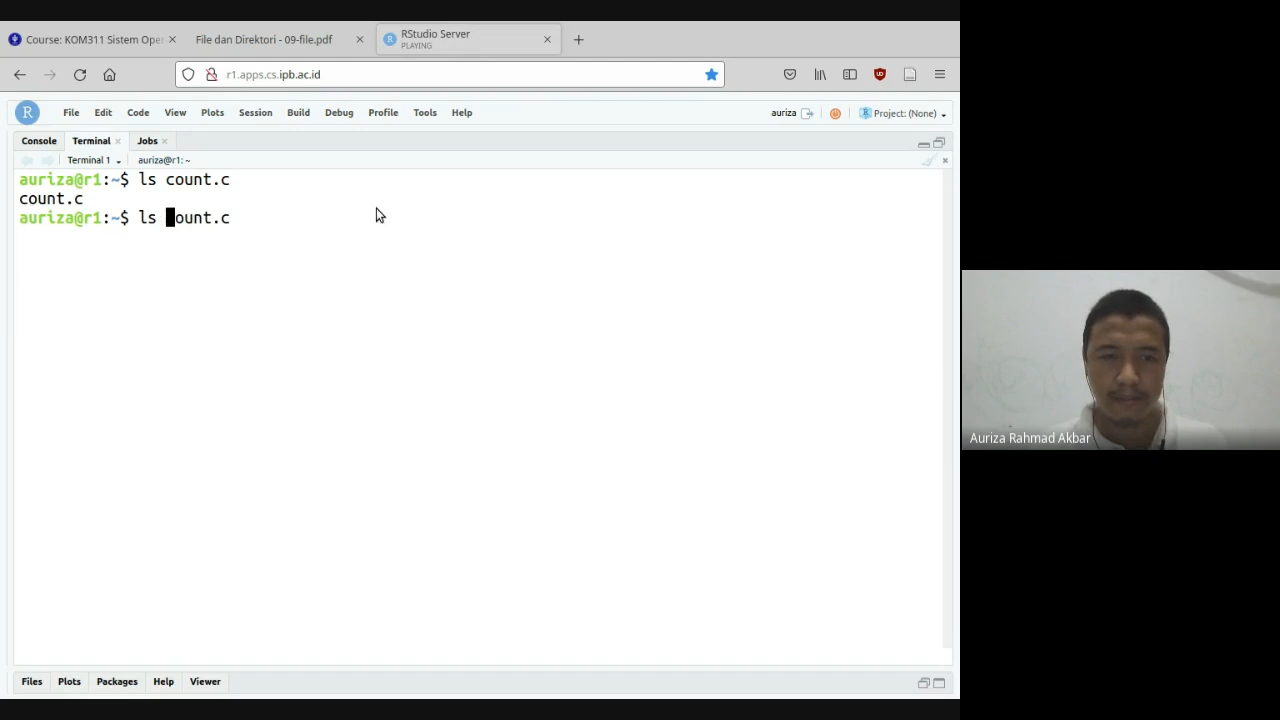 Course: KOM311 Sistem Oper
File dan Direktori - 09-file.pdf
RStudio Server
PLAYING
r1.apps.cs.ipb.ac.id
File Edit Code View Plots Session Build Debug Profile Tools Help
auriza
Project: (None)
Console Terminal Jobs
Terminal 1 auriza@r1: ~
auriza@r1:~$ ls count.c
count.c
auriza@r1:~$ ls count.c
Auriza Rahmad Akbar
Files Plots Packages Help Viewer